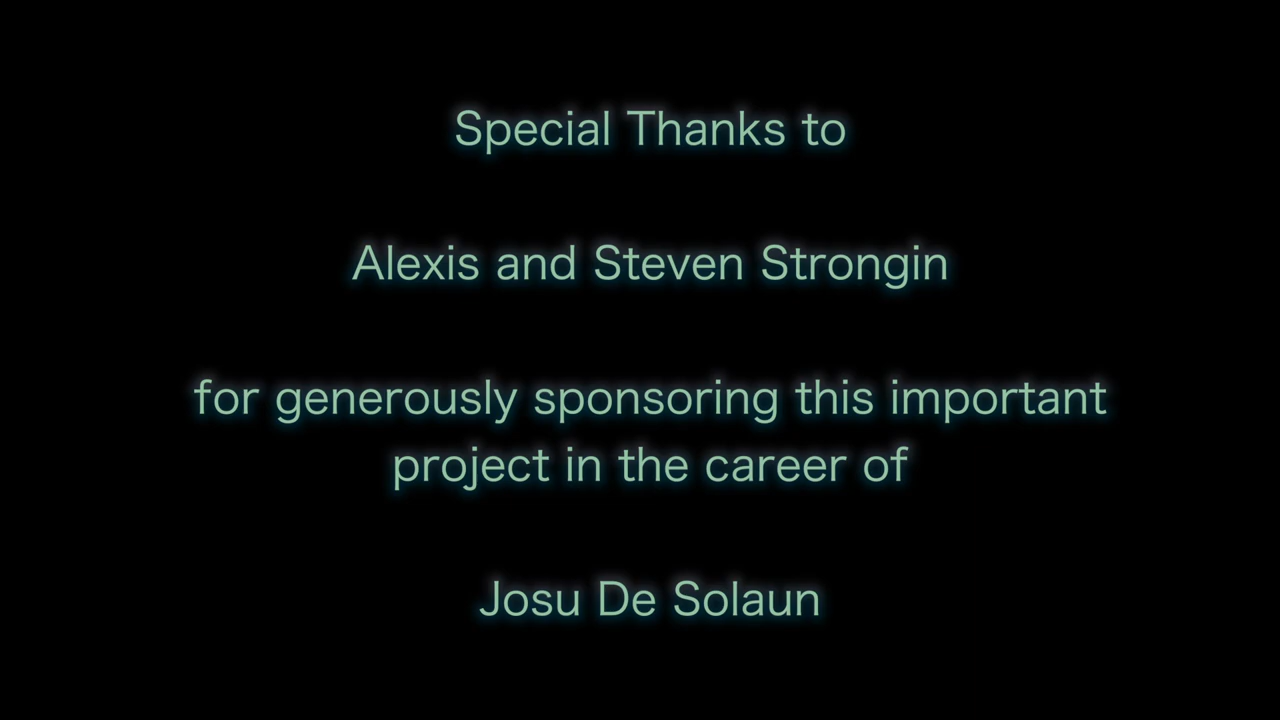 Special Thanks to
Alexis and Steven Strongin
for generously sponsoring this important
project in the career of
Josu De Solaun